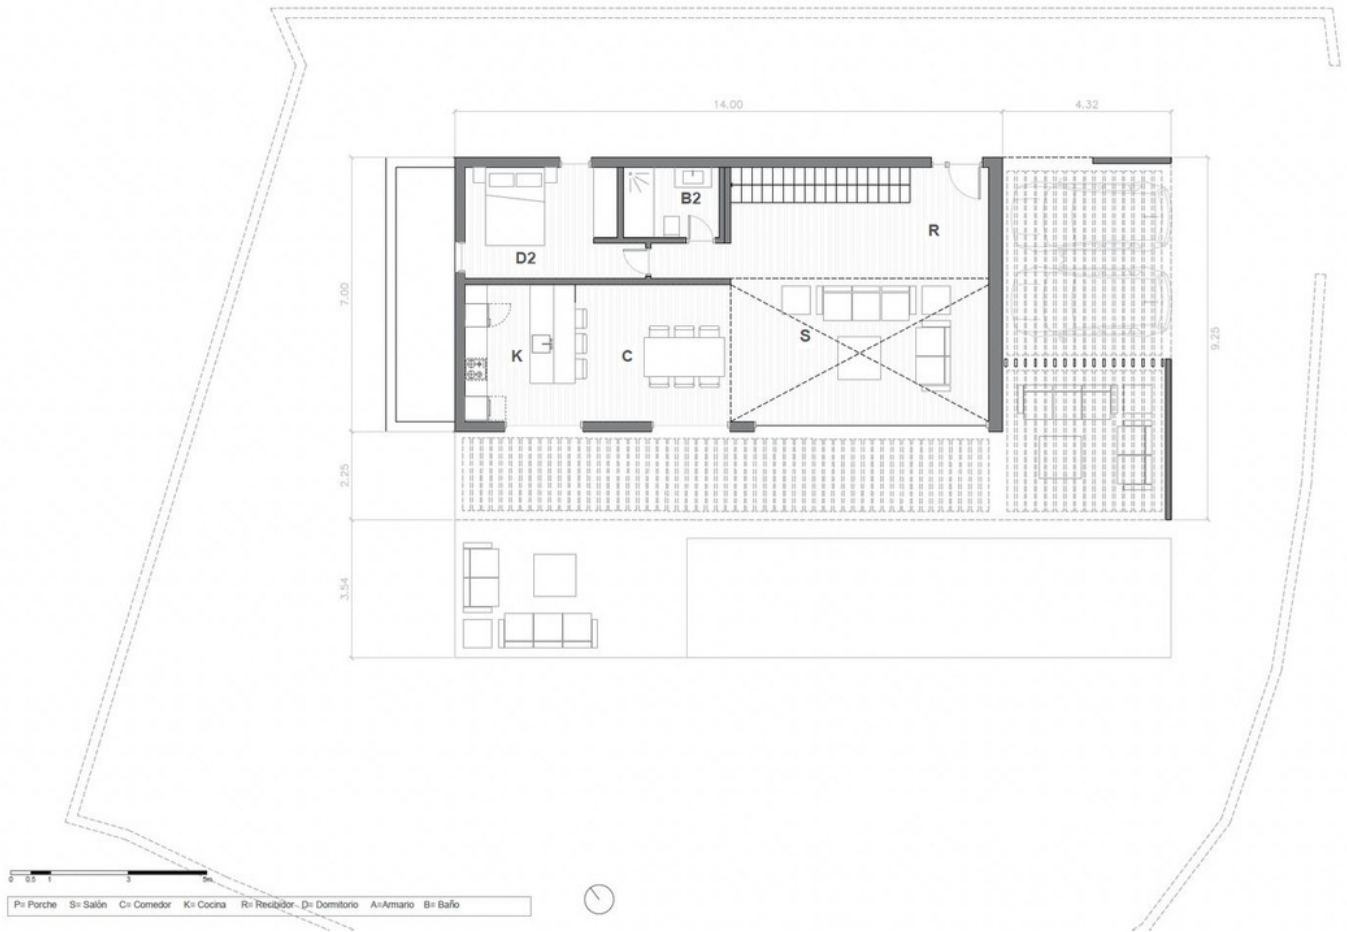 14.00 4.32
B2
R
D2
7.00
S
9.25
K C
2.25
3.54
0 0.5 1 3 5m
P= Porche S= Salón C= Comedor K= Cocina R= Recibidor D= Dormitorio A=Armario B= Baño